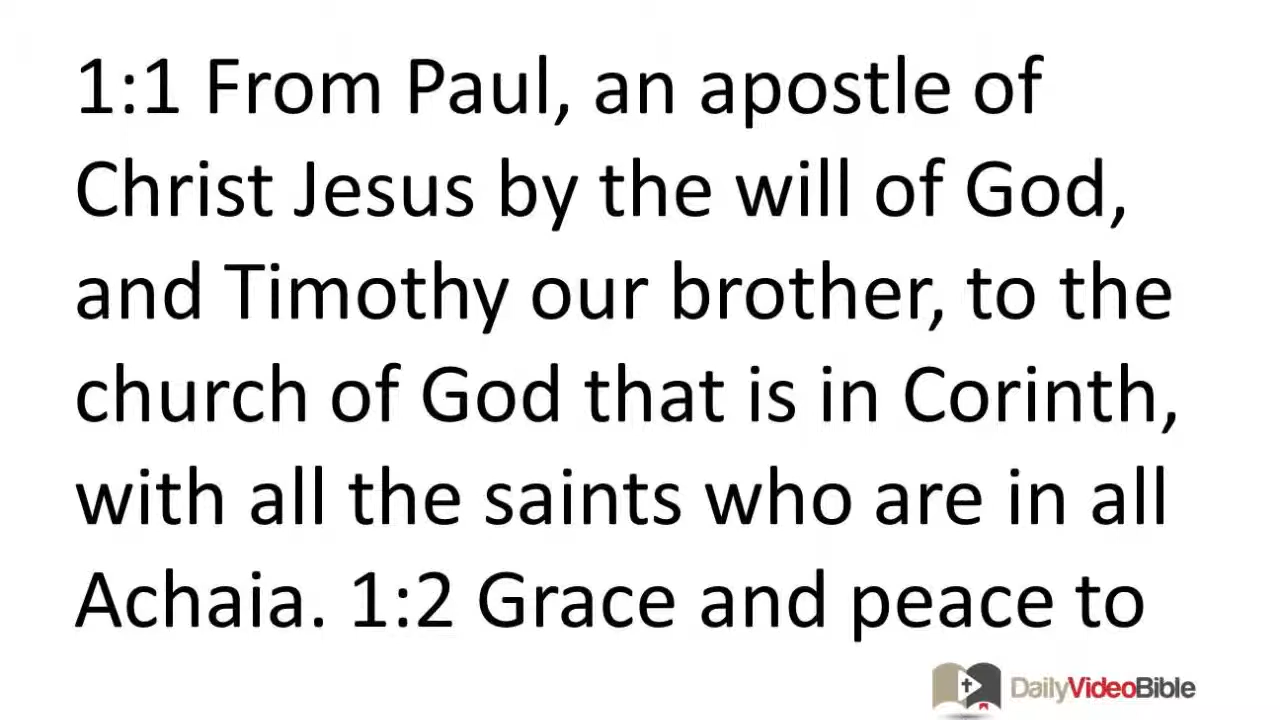 1:1 From Paul, an apostle of
Christ Jesus by the will of God,
and Timothy our brother, to the
church of God that is in Corinth,
with all the saints who are in all
Achaia. 1:2 Grace and peace to
DailyVideoBible